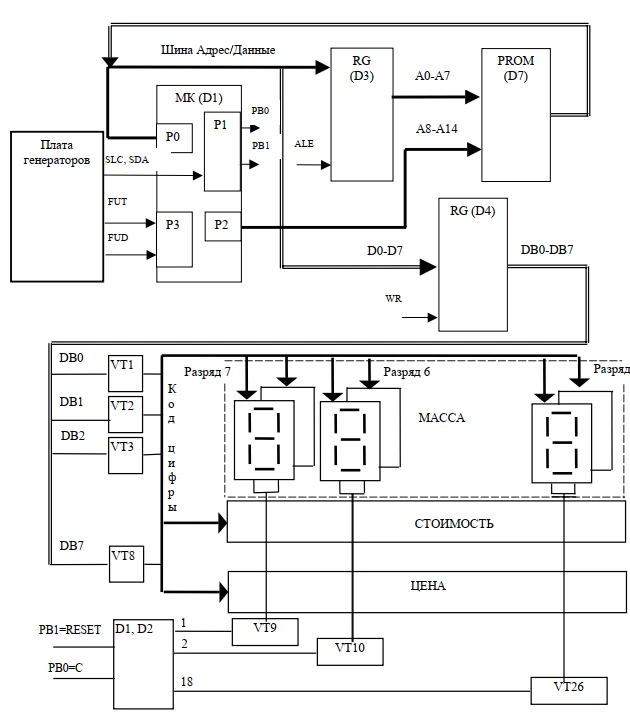 Шина Адрес/Данные
RG
(D3)
PROM
(D7)
A0-A7
МК (D1)
PB0
P0
P1
A8-A14
Плата
генераторов
PB1
ALE
SLC, SDA
FUT
P3
P2
RG (D4)
FUD
D0-D7
DB0-DB7
WR
DB0
VT1
Разряд 7
Разряд 6
Разряд
DB1
VT2
МАССА
DB2
VT3
Код цифры
СТОИМОСТЬ
DB7
VT8
ЦЕНА
PB1=RESET
D1, D2
1
VT9
2
VT10
PB0=C
18
VT26